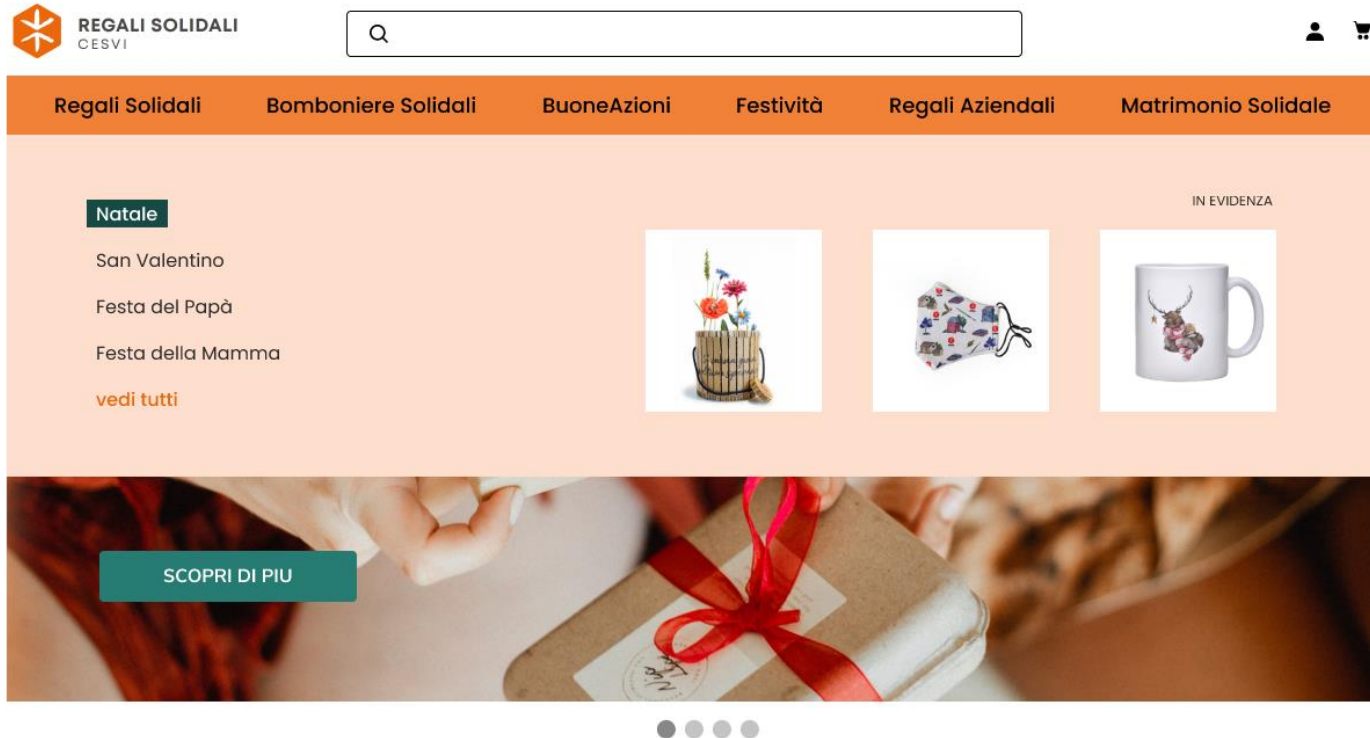 REGALI SOLIDALI
CESVI
Regali Solidali
Bomboniere Solidali
BuoneAzioni
Festività
Regali Aziendali
Matrimonio Solidale
IN EVIDENZA
Natale
San Valentino
Festa del Papà
Festa della Mamma
vedi tutti
SCOPRI DI PIU